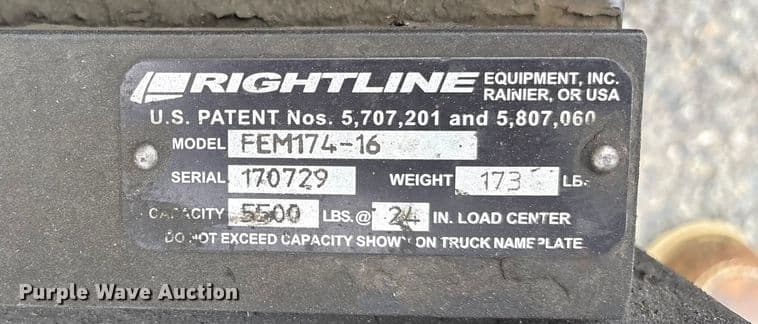 RIGHTLINE EQUIPMENT, INC.
RAINIER, OR USA
U.S. PATENT Nos. 5,707,201 and 5,807,060
MODEL FEM174-16
SERIAL 170729 WEIGHT 173 LB.
CAPACITY 5500 LBS.@ 24 IN. LOAD CENTER
DO NOT EXCEED CAPACITY SHOWN ON TRUCK NAMEPLATE
Purple Wave Auction